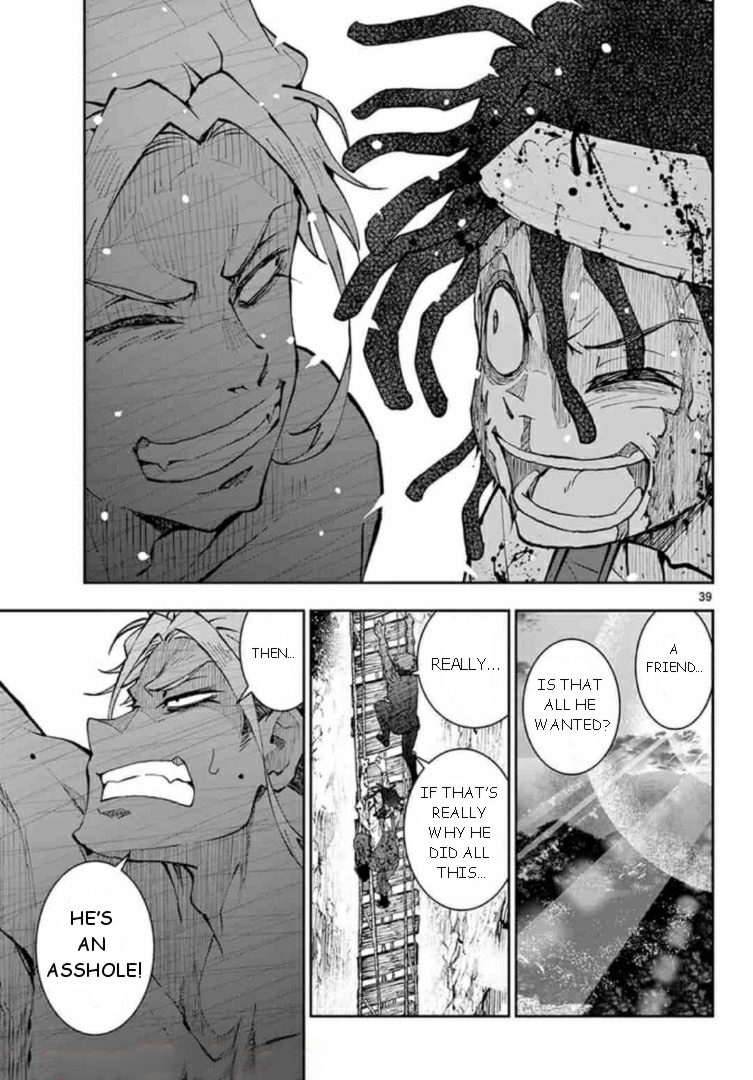 39
A
FRIEND...
IS THAT
ALL HE
WANTED?
REALLY...
IF THAT'S
REALLY
WHY HE
DID ALL
THIS...
THEN...
HE'S
AN
ASSHOLE!